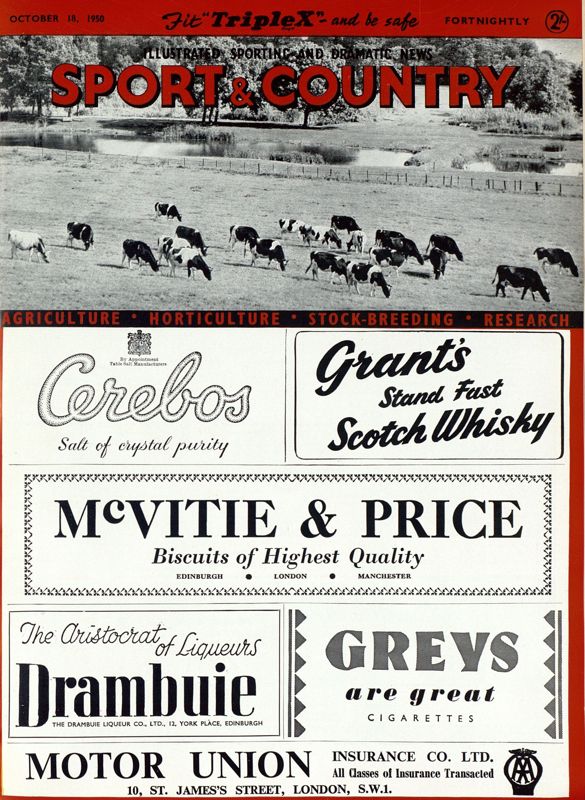 OCTOBER 18, 1950
Fit "TripleX" - and be safe
FORTNIGHTLY
2/-
ILLUSTRATED SPORTING AND DRAMATIC NEWS
SPORT & COUNTRY
AGRICULTURE • HORTICULTURE • STOCK-BREEDING • RESEARCH
By Appointment
Table Salt Manufacturers
Cerebos
Salt of crystal purity
Grant's
Stand Fast
Scotch Whisky
McVITIE & PRICE
Biscuits of Highest Quality
EDINBURGH • LONDON • MANCHESTER
The Aristocrat of Liqueurs
Drambuie
THE DRAMBUIE LIQUEUR CO., LTD., 12, YORK PLACE, EDINBURGH
GREYS
are great
CIGARETTES
MOTOR UNION
INSURANCE CO. LTD.
All Classes of Insurance Transacted
10, ST. JAMES'S STREET, LONDON, S.W.1.
AA